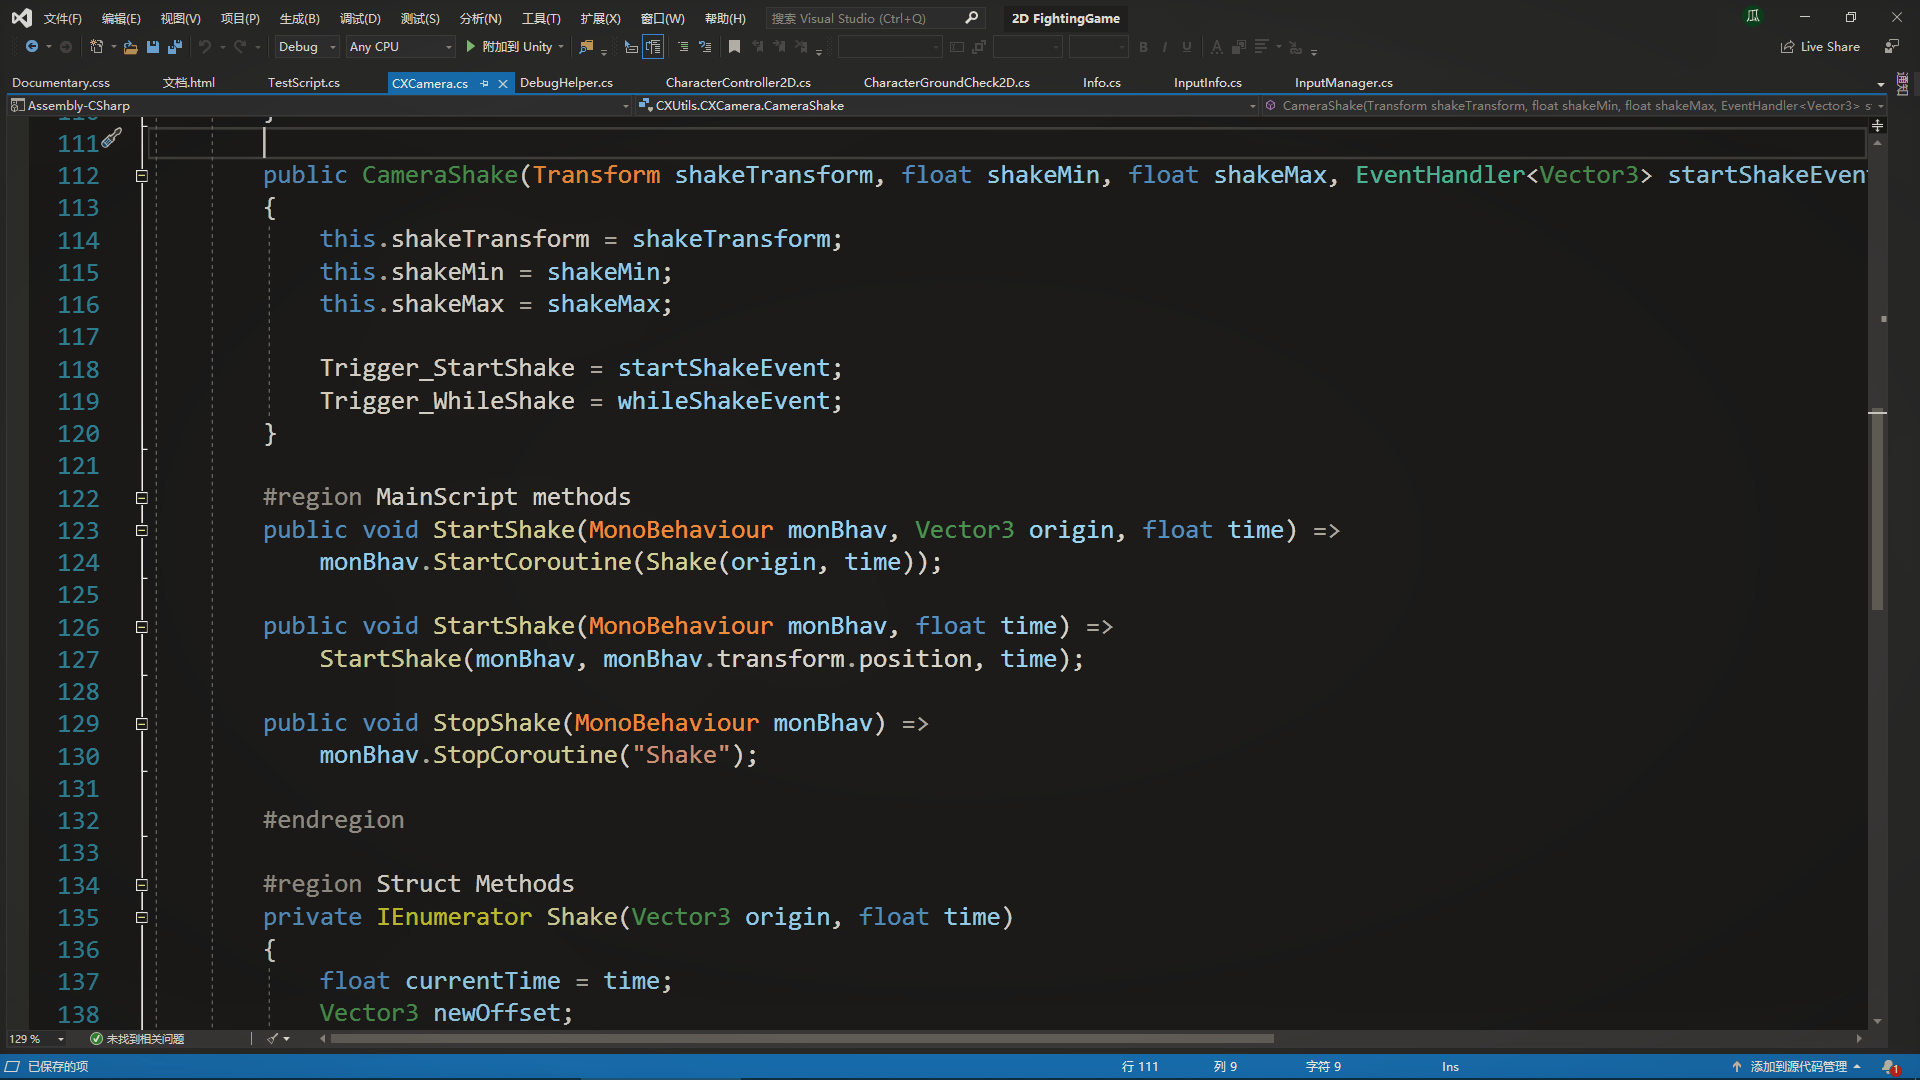 文件(F) 编辑(E) 视图(V) 项目(P) 生成(B) 调试(D) 测试(S) 分析(N) 工具(T) 扩展(X) 窗口(W) 帮助(H) 搜索 Visual Studio (Ctrl+Q) 2D FightingGame
Debug Any CPU 附加到 Unity Live Share
Documentary.css 文档.html TestScript.cs CXCamera.cs DebugHelper.cs CharacterController2D.cs CharacterGroundCheck2D.cs Info.cs InputInfo.cs InputManager.cs
Assembly-CSharp CXUtils.CXCamera.CameraShake CameraShake(Transform shakeTransform, float shakeMin, float shakeMax, EventHandler<Vector3> s
110 }
111
112 public CameraShake(Transform shakeTransform, float shakeMin, float shakeMax, EventHandler<Vector3> startShakeEven
113 {
114 this.shakeTransform = shakeTransform;
115 this.shakeMin = shakeMin;
116 this.shakeMax = shakeMax;
117
118 Trigger_StartShake = startShakeEvent;
119 Trigger_WhileShake = whileShakeEvent;
120 }
121
122 #region MainScript methods
123 public void StartShake(MonoBehaviour monBhav, Vector3 origin, float time) =>
124 monBhav.StartCoroutine(Shake(origin, time));
125
126 public void StartShake(MonoBehaviour monBhav, float time) =>
127 StartShake(monBhav, monBhav.transform.position, time);
128
129 public void StopShake(MonoBehaviour monBhav) =>
130 monBhav.StopCoroutine("Shake");
131
132 #endregion
133
134 #region Struct Methods
135 private IEnumerator Shake(Vector3 origin, float time)
136 {
137 float currentTime = time;
138 Vector3 newOffset;
129 % 未找到相关问题
已保存的项 行 111 列 9 字符 9 Ins 添加到源代码管理 1